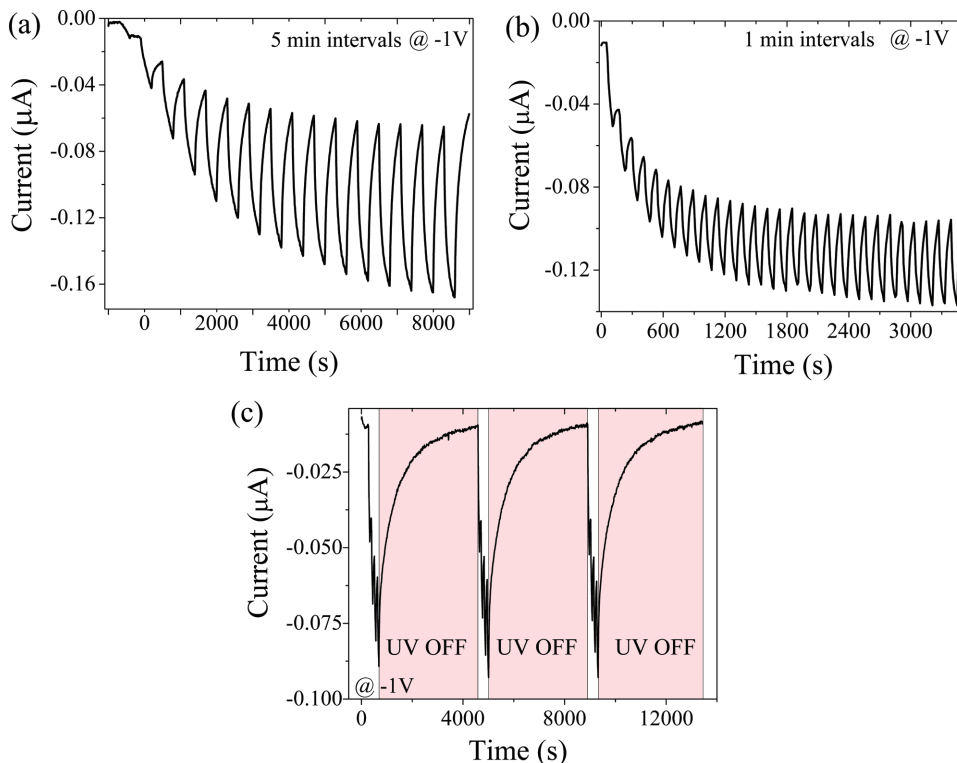 (a)
5 min intervals @ -1V
0.00
-0.04
-0.08
-0.12
-0.16
Current (μA)
0 2000 4000 6000 8000
Time (s)
(b)
1 min intervals @ -1V
0.00
-0.04
-0.08
-0.12
Current (μA)
0 600 1200 1800 2400 3000
Time (s)
(c)
-0.025
-0.050
-0.075
-0.100
Current (μA)
UV OFF UV OFF UV OFF
@ -1V
0 4000 8000 12000
Time (s)